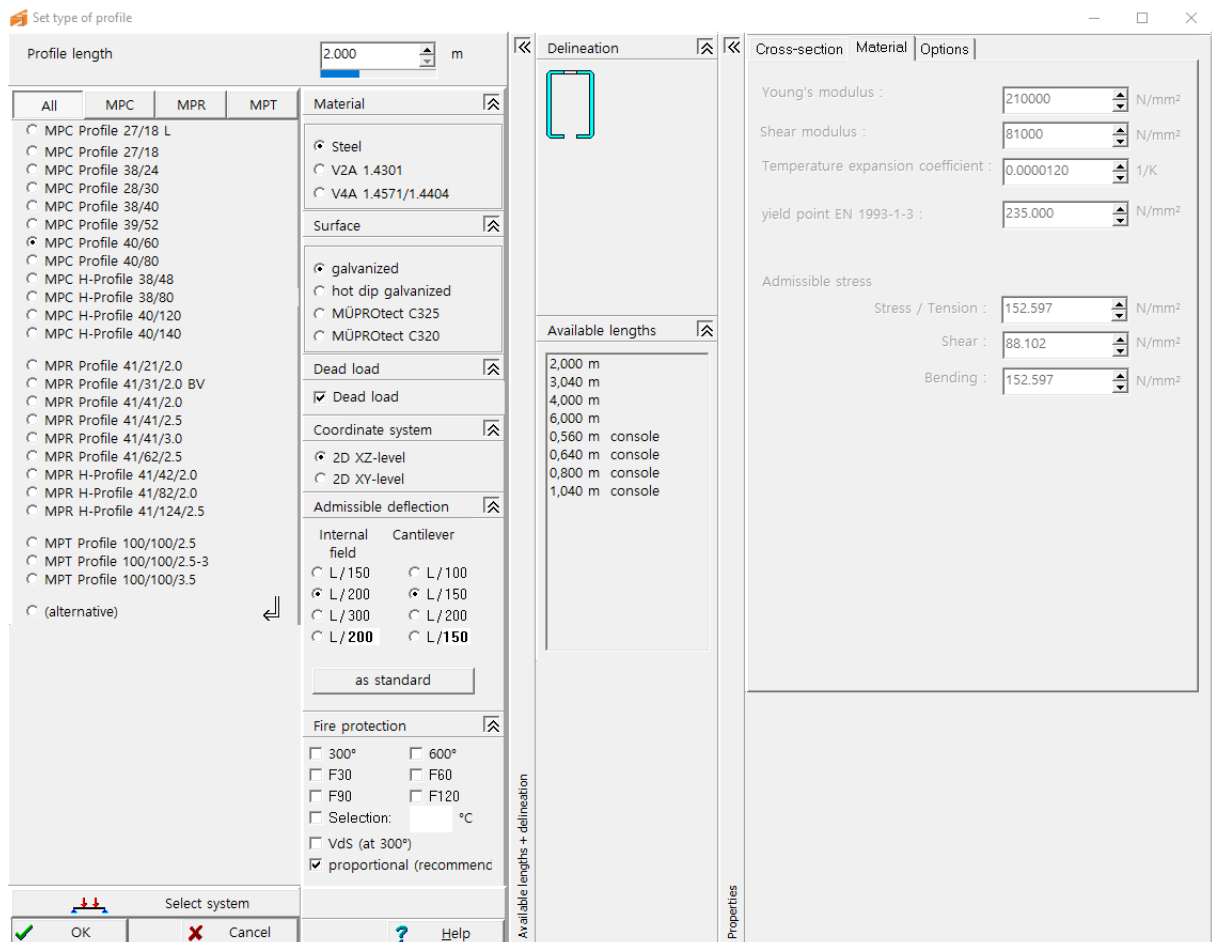 Set type of profile
Profile length
2.000
m
All
MPC
MPR
MPT
MPC Profile 27/18 L
MPC Profile 27/18
MPC Profile 38/24
MPC Profile 28/30
MPC Profile 38/40
MPC Profile 39/52
MPC Profile 40/60
MPC Profile 40/80
MPC H-Profile 38/48
MPC H-Profile 38/80
MPC H-Profile 40/120
MPC H-Profile 40/140
MPR Profile 41/21/2.0
MPR Profile 41/31/2.0 BV
MPR Profile 41/41/2.0
MPR Profile 41/41/2.5
MPR Profile 41/41/3.0
MPR Profile 41/62/2.5
MPR H-Profile 41/42/2.0
MPR H-Profile 41/82/2.0
MPR H-Profile 41/124/2.5
MPT Profile 100/100/2.5
MPT Profile 100/100/2.5-3
MPT Profile 100/100/3.5
(alternative)
Select system
OK
Cancel
Material
Steel
V2A 1.4301
V4A 1.4571/1.4404
Surface
galvanized
hot dip galvanized
MÜPROtect C325
MÜPROtect C320
Dead load
Dead load
Coordinate system
2D XZ-level
2D XY-level
Admissible deflection
Internal field
Cantilever
L/150 L/100
L/200 L/150
L/300 L/200
L/200 L/150
as standard
Fire protection
300° 600°
F30 F60
F90 F120
Selection: °C
VdS (at 300°)
proportional (recommenc
? Help
Available lengths + delineation
Delineation
Available lengths
2,000 m
3,040 m
4,000 m
6,000 m
0,560 m console
0,640 m console
0,800 m console
1,040 m console
Properties
Cross-section
Material
Options
Young's modulus : 210000 N/mm²
Shear modulus : 81000 N/mm²
Temperature expansion coefficient : 0.0000120 1/K
yield point EN 1993-1-3 : 235.000 N/mm²
Admissible stress
Stress / Tension : 152.597 N/mm²
Shear : 88.102 N/mm²
Bending : 152.597 N/mm²